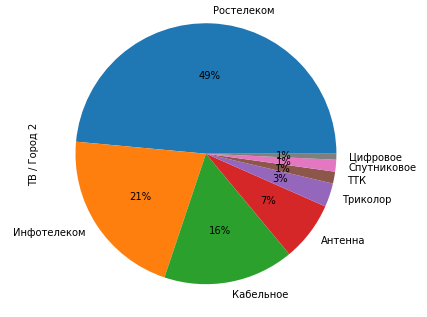 Ростелеком
49%
ТВ / Город 2
21%
Инфотелеком
16%
Кабельное
7%
Антенна
3%
Триколор
1%
ТТК
1%
Спутниковое
1%
Цифровое